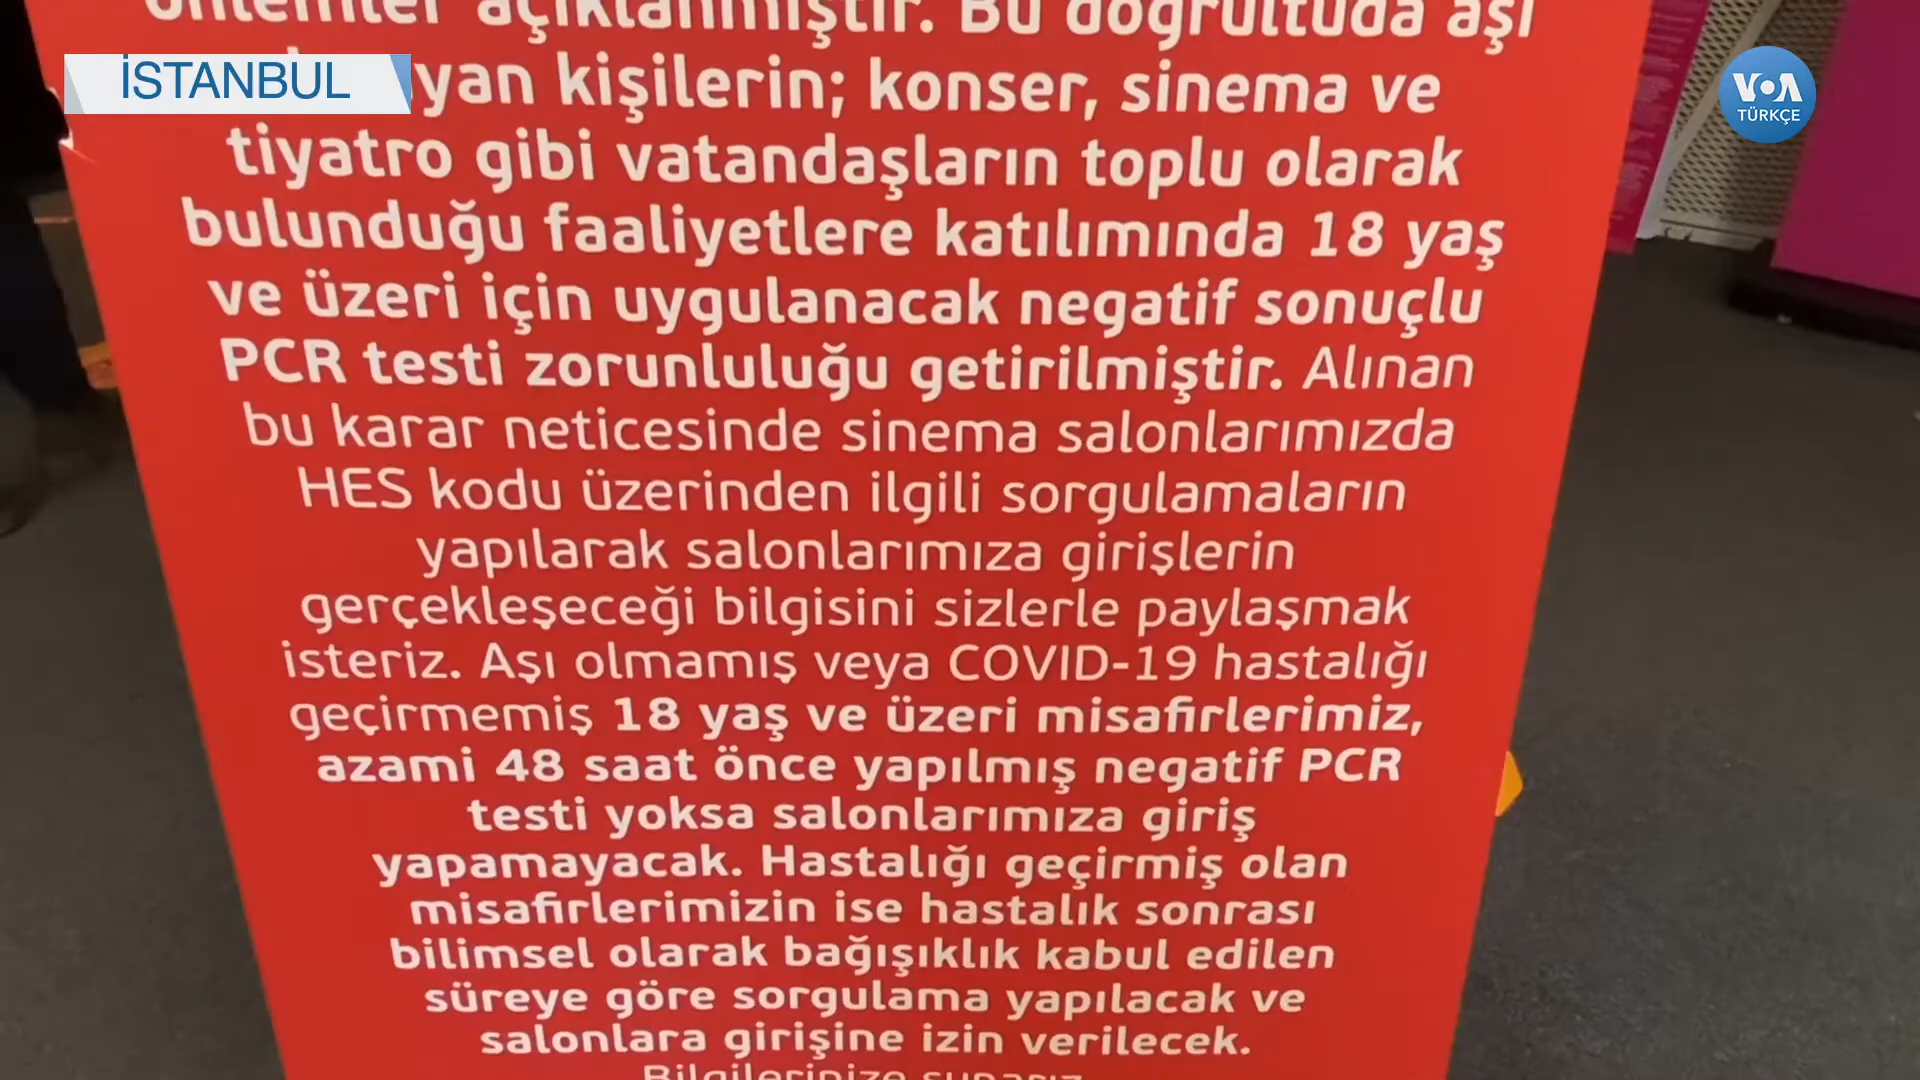 önlemler açıklanmıştır. Bu doğrultuda aşı
İSTANBUL
yan kişilerin; konser, sinema ve
VOA
TÜRKÇE
tiyatro gibi vatandaşların toplu olarak
bulunduğu faaliyetlere katılımında 18 yaş
ve üzeri için uygulanacak negatif sonuçlu
PCR testi zorunluluğu getirilmiştir. Alınan
bu karar neticesinde sinema salonlarımızda
HES kodu üzerinden ilgili sorgulamaların
yapılarak salonlarımıza girişlerin
gerçekleşeceği bilgisini sizlerle paylaşmak
isteriz. Aşı olmamış veya COVID-19 hastalığı
geçirmemiş 18 yaş ve üzeri misafirlerimiz,
azami 48 saat önce yapılmış negatif PCR
testi yoksa salonlarımıza giriş
yapamayacak. Hastalığı geçirmiş olan
misafirlerimizin ise hastalık sonrası
bilimsel olarak bağışıklık kabul edilen
süreye göre sorgulama yapılacak ve
salonlara girişine izin verilecek.
Bilgilerinize sunarız